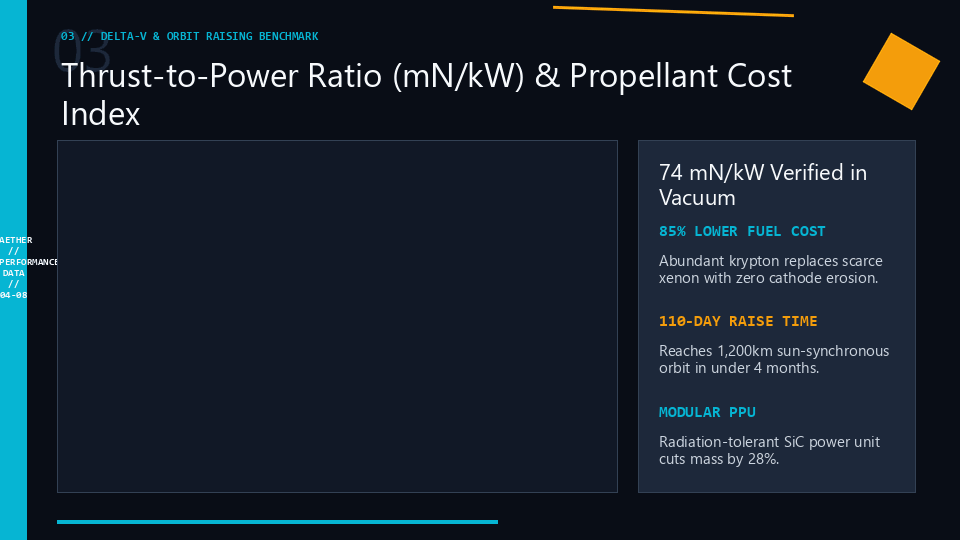 03
03 // DELTA-V & ORBIT RAISING BENCHMARK
Thrust-to-Power Ratio (mN/kW) & Propellant Cost
Index
AETHER
//
PERFORMANCE
DATA
//
04-08
74 mN/kW Verified in
Vacuum
85% LOWER FUEL COST
Abundant krypton replaces scarce
xenon with zero cathode erosion.
110-DAY RAISE TIME
Reaches 1,200km sun-synchronous
orbit in under 4 months.
MODULAR PPU
Radiation-tolerant SiC power unit
cuts mass by 28%.